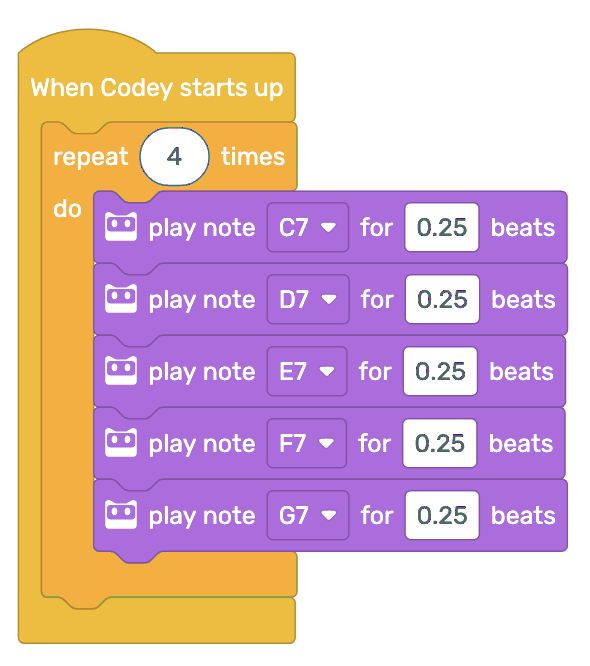 When Codey starts up
repeat 4 times
do
play note C7 for 0.25 beats
play note D7 for 0.25 beats
play note E7 for 0.25 beats
play note F7 for 0.25 beats
play note G7 for 0.25 beats